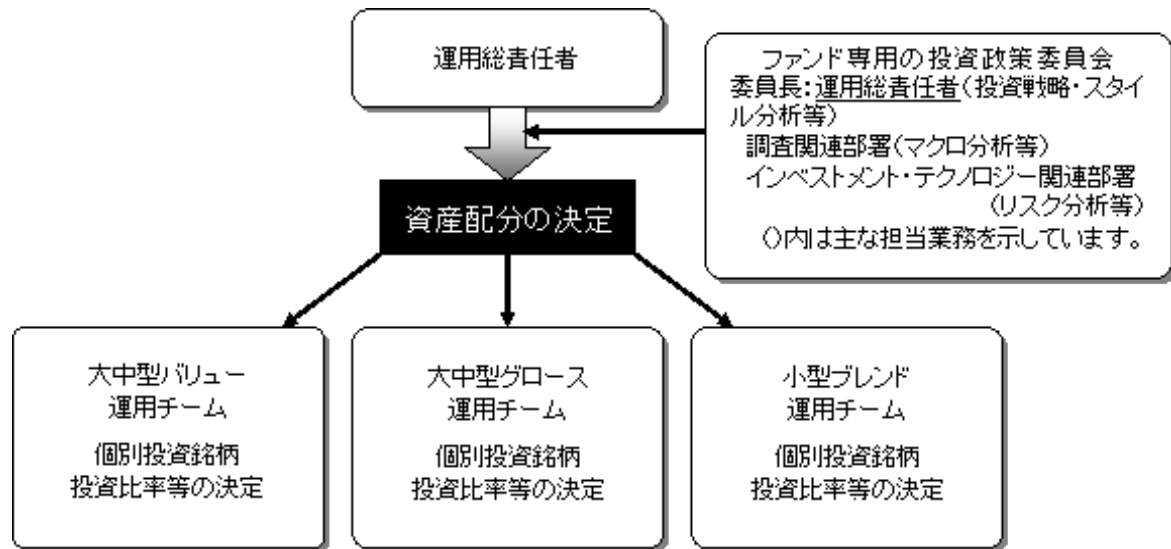 運用総責任者
ファンド専用の投資政策委員会
委員長:運用総責任者(投資戦略・スタイ
ル分析等)
調査関連部署(マクロ分析等)
インベストメント・テクノロジー関連部署
(リスク分析等)
()内は主な担当業務を示しています。
資産配分の決定
大中型バリュー
運用チーム
個別投資銘柄
投資比率等の決定
大中型グロース
運用チーム
個別投資銘柄
投資比率等の決定
小型ブレンド
運用チーム
個別投資銘柄
投資比率等の決定